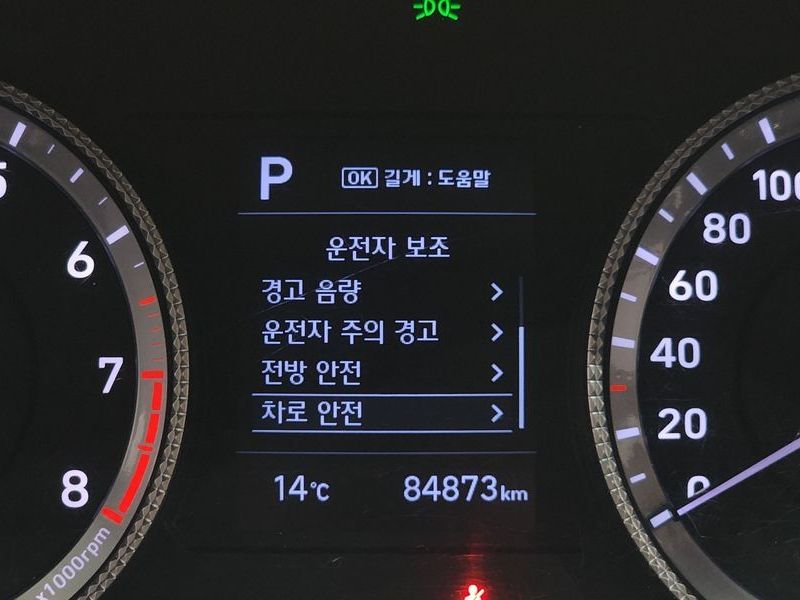 P
OK 길게 : 도움말
운전자 보조
경고 음량
운전자 주의 경고
전방 안전
차로 안전
14°C
84873km
5
6
7
8
x1000rpm
100
80
60
40
20
0